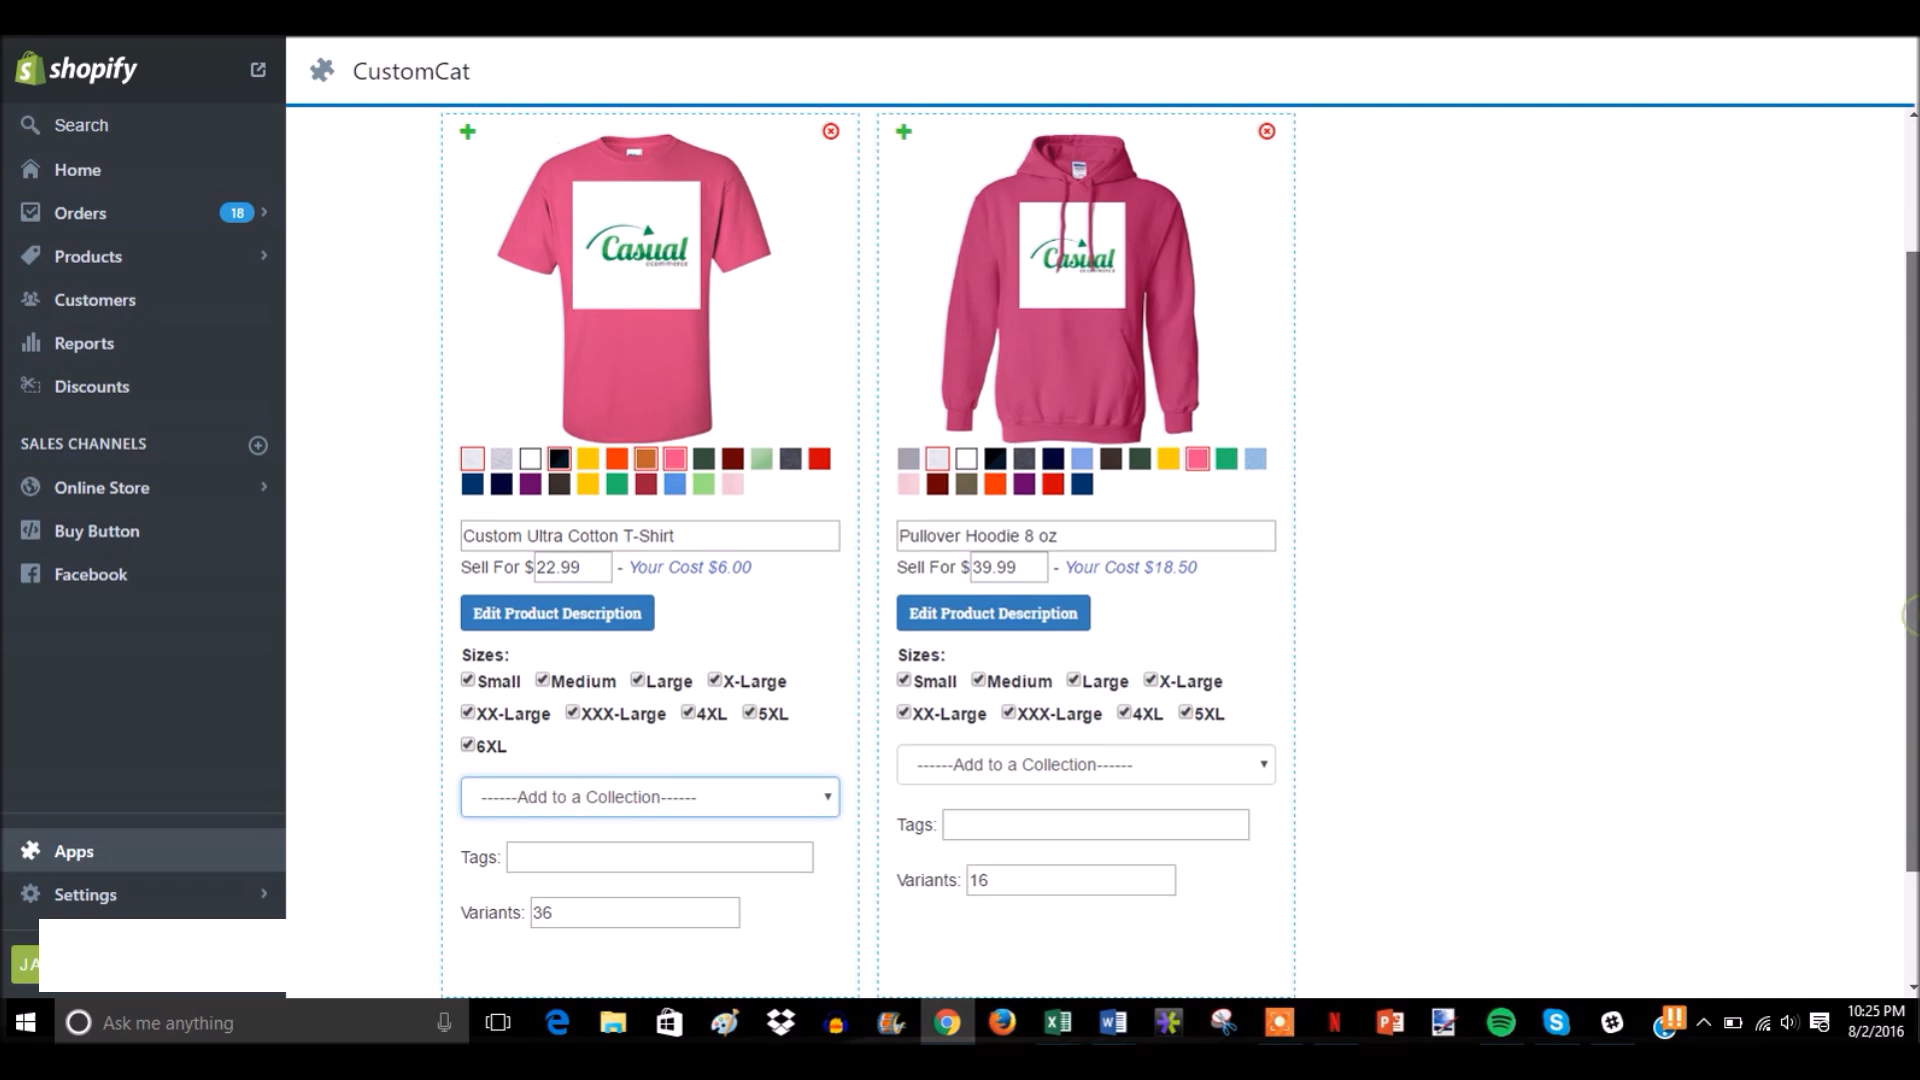 shopify
CustomCat
Search
Home
Orders 18
Products
Customers
Reports
Discounts
SALES CHANNELS
Online Store
Buy Button
Facebook
Apps
Settings
JA
Casual
ecommerce
Custom Ultra Cotton T-Shirt
Sell For $ 22.99 - Your Cost $6.00
Edit Product Description
Sizes:
Small Medium Large X-Large
XX-Large XXX-Large 4XL 5XL
6XL
------Add to a Collection------
Tags:
Variants: 36
Casual
ecommerce
Pullover Hoodie 8 oz
Sell For $ 39.99 - Your Cost $18.50
Edit Product Description
Sizes:
Small Medium Large X-Large
XX-Large XXX-Large 4XL 5XL
------Add to a Collection------
Tags:
Variants: 16
Ask me anything
10:25 PM
8/2/2016